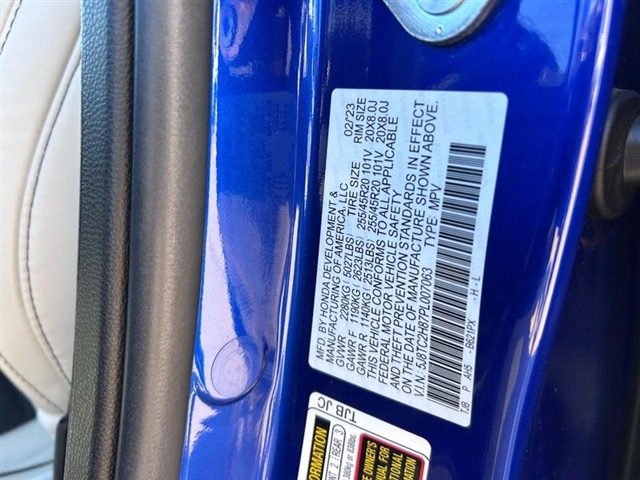 MFD. BY HONDA DEVELOPMENT &
MANUFACTURING OF AMERICA, LLC 02/23
GVWR 2280KG ( 5027LBS) TIRE SIZE RIM SIZE
GAWR F 1190KG ( 2623LBS) 255/45R20 101V 20X8.0J
GAWR R 1140KG ( 2513LBS) 255/45R20 101V 20X8.0J
THIS VEHICLE CONFORMS TO ALL APPLICABLE
FEDERAL MOTOR VEHICLE SAFETY
AND THEFT PREVENTION STANDARDS IN EFFECT
ON THE DATE OF MANUFACTURE SHOWN ABOVE.
V.I.N.: 5J8TC2H87PL007063 TYPE: MPV
TJB P AH5 -B621PX -H -L
TJB JC